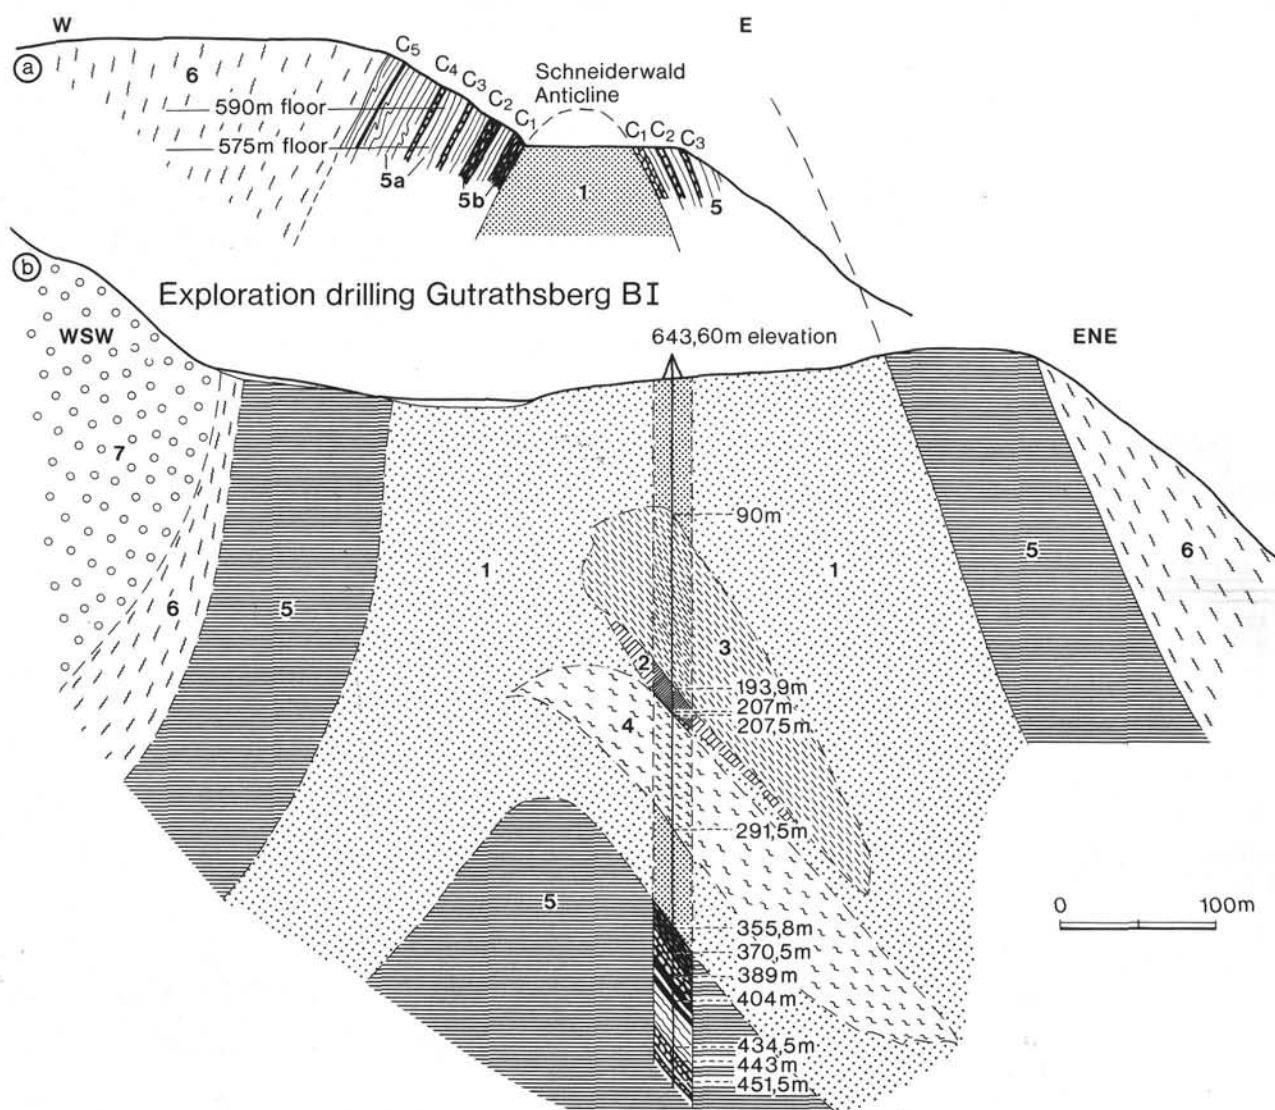 W
E
a
6
C5
C4
C3
C2
C1
Schneiderwald
Anticline
C1
C2
C3
590m floor
575m floor
5a
5b
1
5
b
Exploration drilling Gutrathsberg BI
WSW
643,60m elevation
ENE
7
90m
1
1
5
6
6
5
3
2
193,9m
207m
207,5m
4
291,5m
5
0
100m
355,8m
370,5m
389m
404m
434,5m
443m
451,5m